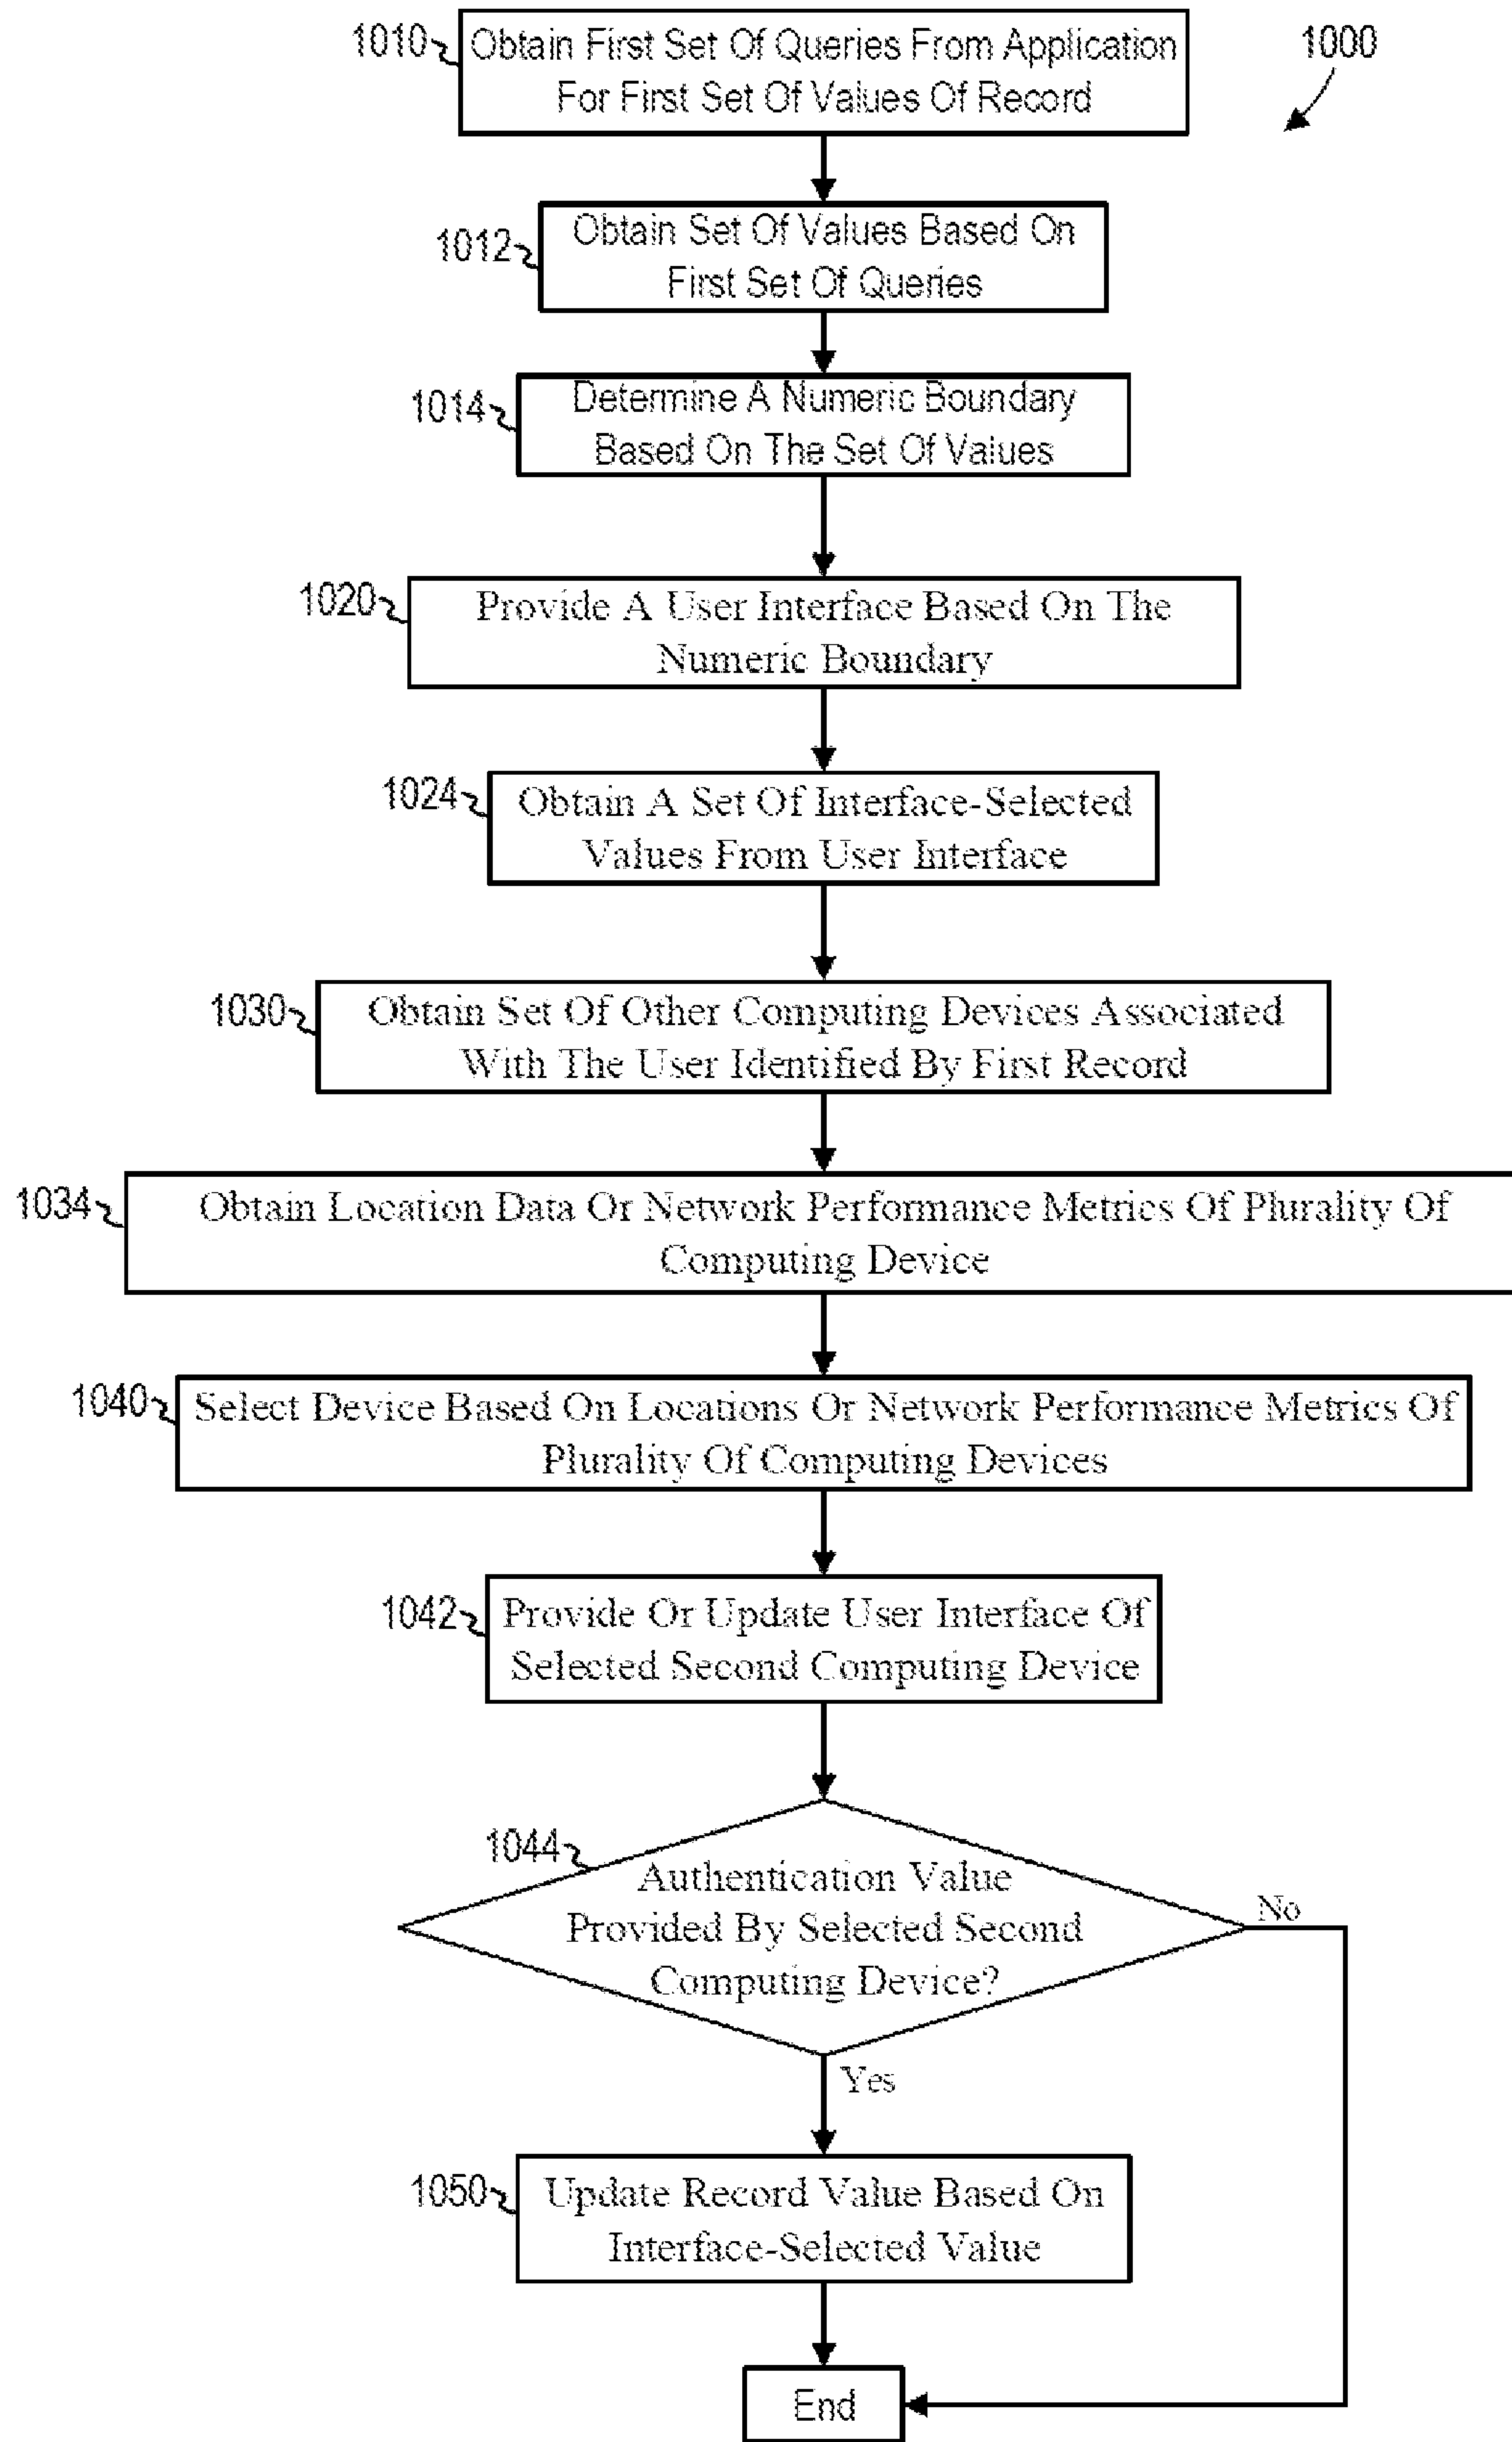 1000
1010
Obtain First Set Of Queries From Application
For First Set Of Values Of Record
1012
Obtain Set Of Values Based On
First Set Of Queries
1014
Determine A Numeric Boundary
Based On The Set Of Values
1020
Provide A User Interface Based On The
Numeric Boundary
1024
Obtain A Set Of Interface-Selected
Values From User Interface
1030
Obtain Set Of Other Computing Devices Associated
With The User Identified By First Record
1034
Obtain Location Data Or Network Performance Metrics Of Plurality Of
Computing Device
1040
Select Device Based On Locations Or Network Performance Metrics Of
Plurality Of Computing Devices
1042
Provide Or Update User Interface Of
Selected Second Computing Device
1044
Authentication Value
Provided By Selected Second
Computing Device?
No
Yes
1050
Update Record Value Based On
Interface-Selected Value
End